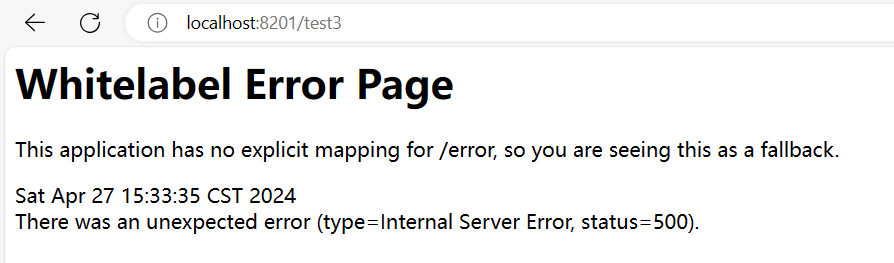 localhost:8201/test3
Whitelabel Error Page
This application has no explicit mapping for /error, so you are seeing this as a fallback.
Sat Apr 27 15:33:35 CST 2024
There was an unexpected error (type=Internal Server Error, status=500).